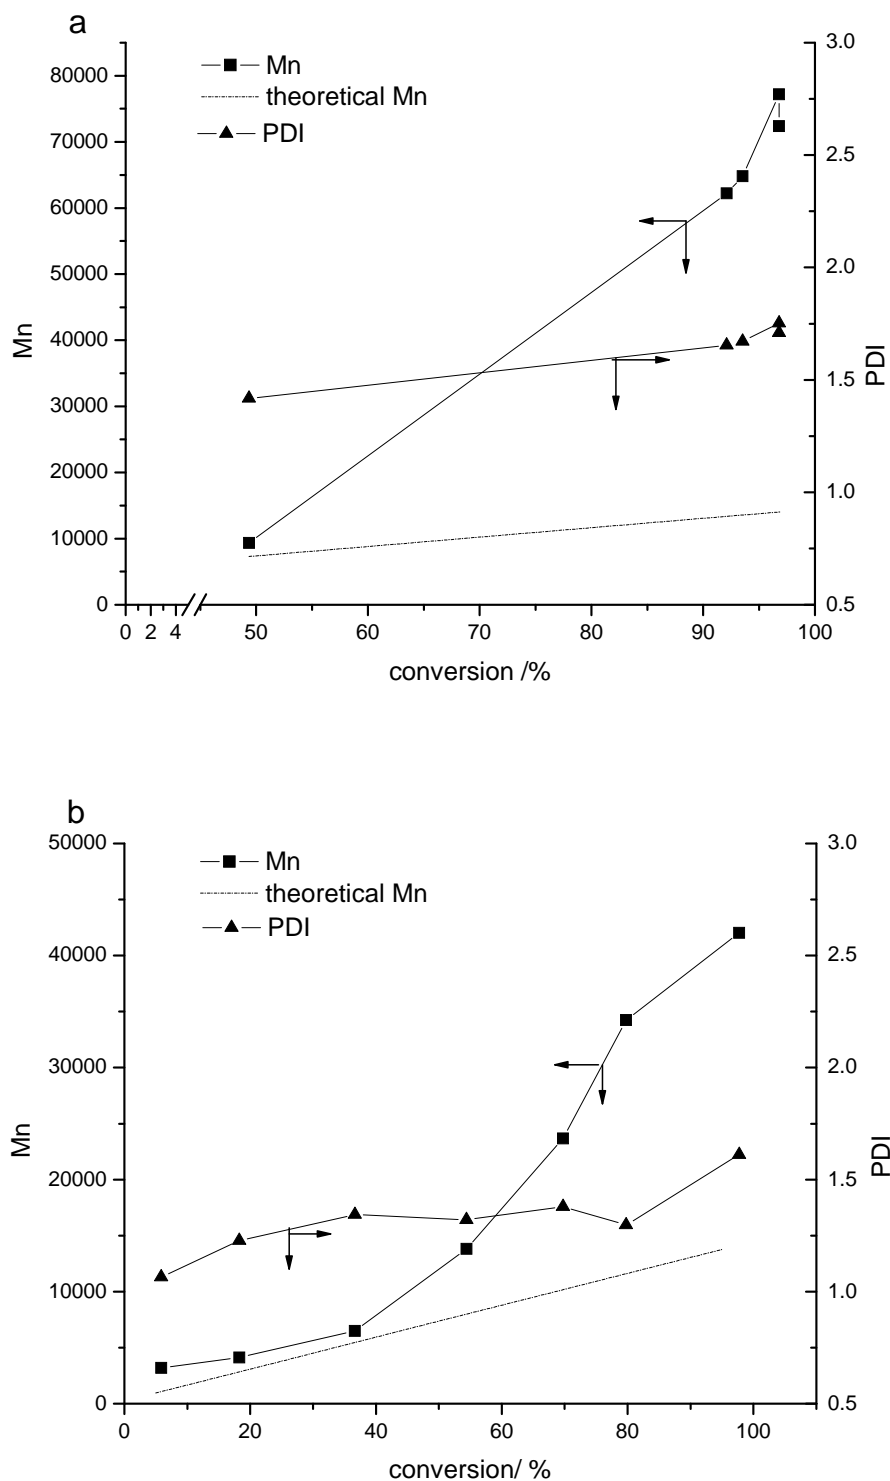 a
Mn
theoretical Mn
PDI
80000
70000
60000
50000
40000
30000
20000
10000
0
Mn
3.0
2.5
2.0
1.5
1.0
0.5
PDI
0 2 4 50 60 70 80 90 100
conversion /%
b
Mn
theoretical Mn
PDI
50000
40000
30000
20000
10000
0
Mn
3.0
2.5
2.0
1.5
1.0
0.5
PDI
0 20 40 60 80 100
conversion/ %